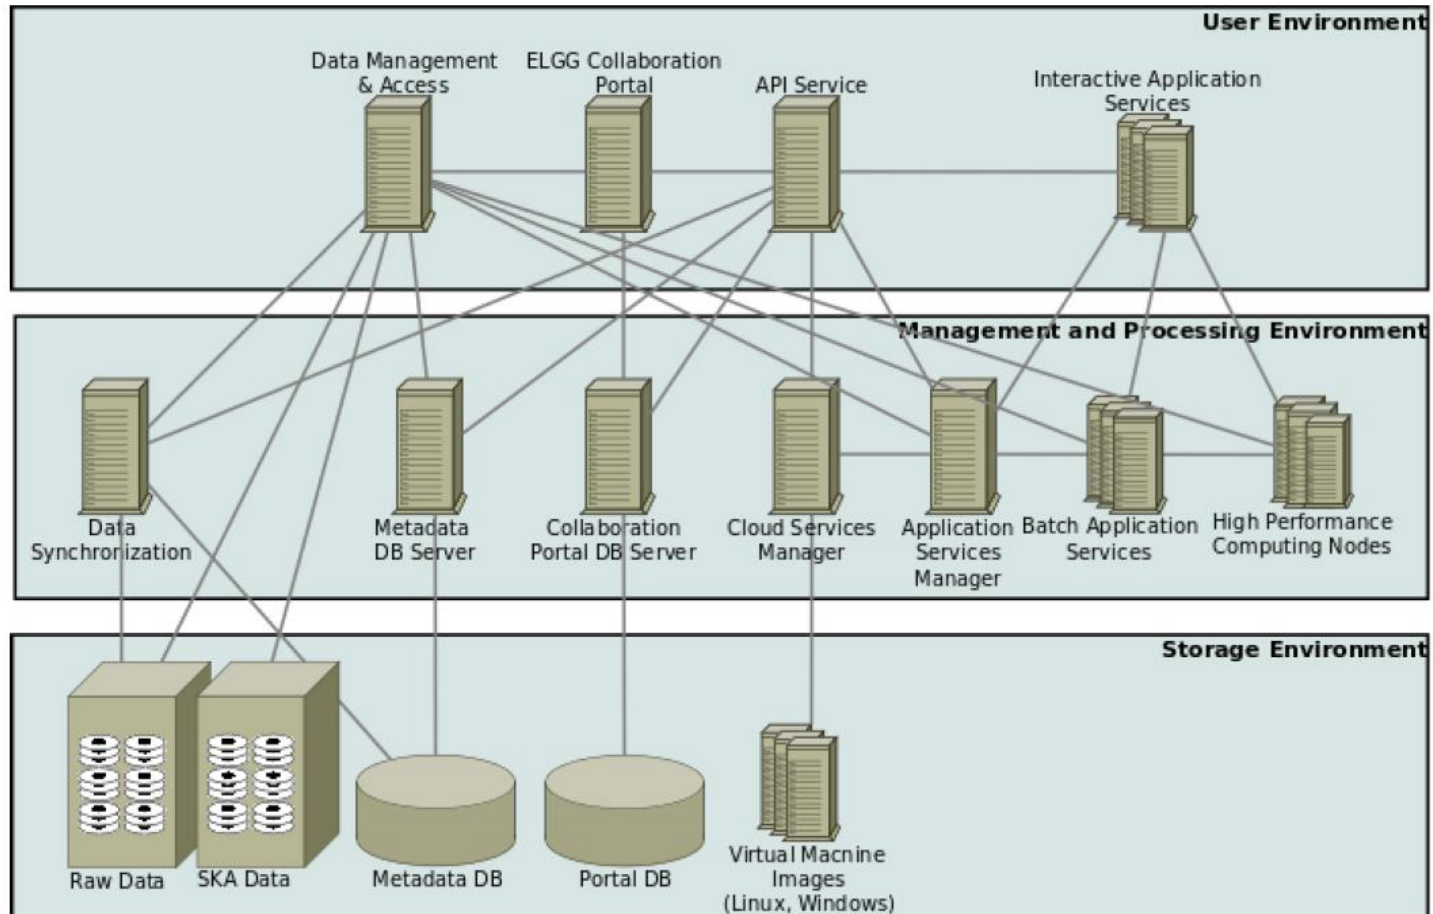 User Environment
Data Management
& Access
ELGG Collaboration
Portal
API Service
Interactive Application
Services
Management and Processing Environment
Data
Synchronization
Metadada
DB Server
Collaboration
Portal DB Server
Cloud Services
Manager
Application
Services
Manager
Batch Application
Services
High Performance
Computing Nodes
Storage Environment
Raw Data
SKA Data
Metadada DB
Portal DB
Virtual Macnine
Images
(Linux, Windows)